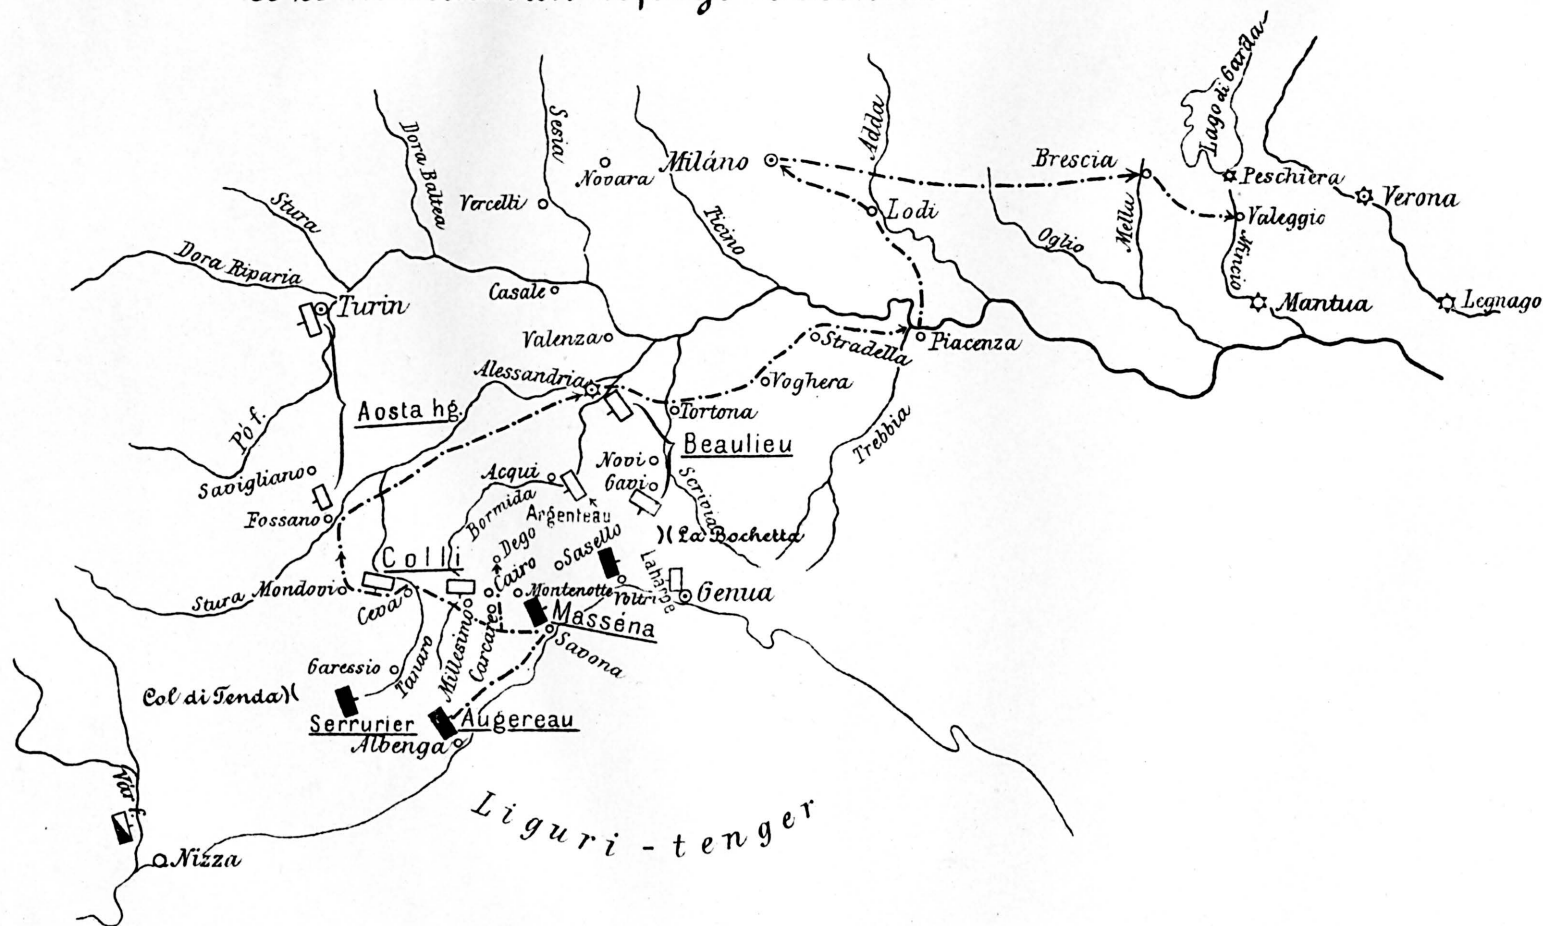 Lago di Garda
Adda
Sesia
Dora Baltea
Miláno
Novara
Brescia
Peschiera
Verona
Stura
Vercelli
Ticino
Lodi
Valeggio
Mella
Oglio
Mincio
Dora Riparia
Casale
Turin
Mantua
Legnago
Valenza
Stradella
Piacenza
Alessandria
Voghera
Aosta hg.
Tortona
Pó f.
Beaulieu
Trebbia
Savigliano
Acqui
Novi
Gavi
Scrivia
Bormida
Fossano
Argenteau
La Bochetta
Dego
Sasello
Colli
Cairo
Laharpe
Stura
Mondovi
Ceva
Montenotte
Voltri
Genua
Masséna
Millesimo
Carcare
Savona
Garessio
Tanaro
Col di Tenda
Serrurier
Augereau
Albenga
Vár f.
Nizza
Liguri-tenger